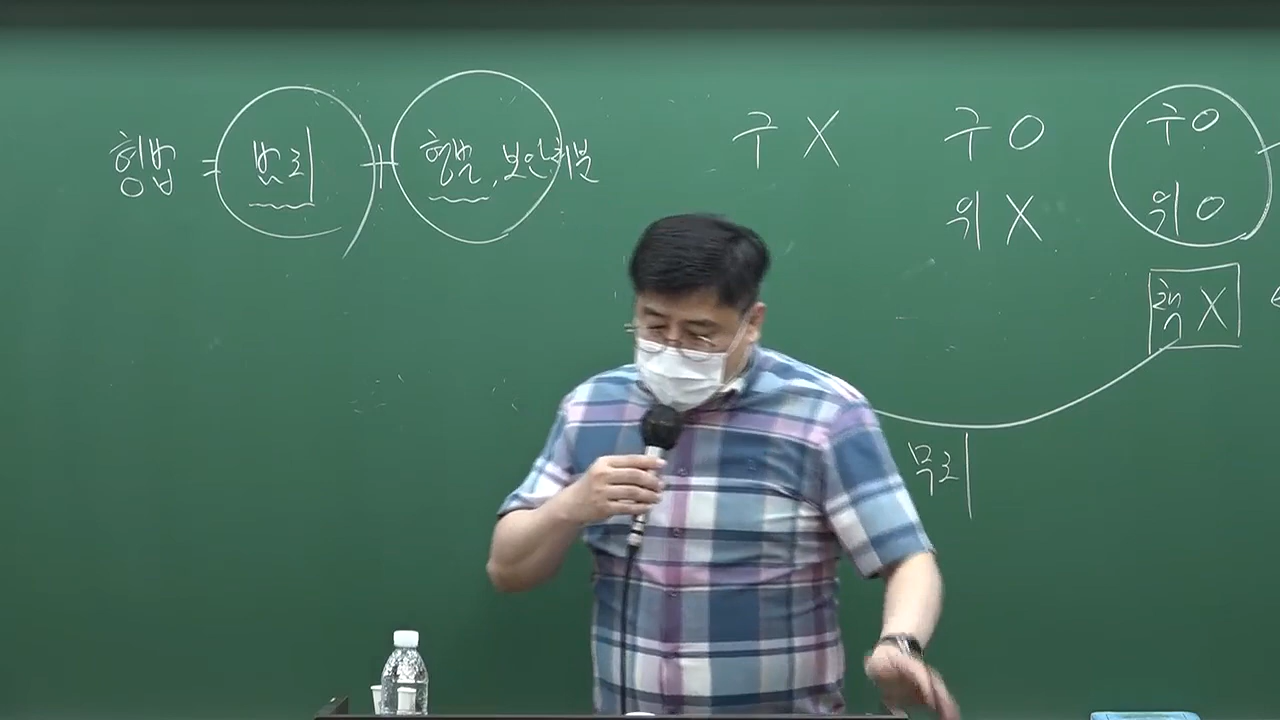 형법 = 범죄 + 형벌, 보안처분
구 X
구 O
위 X
구 O
위 O
책 X
무죄